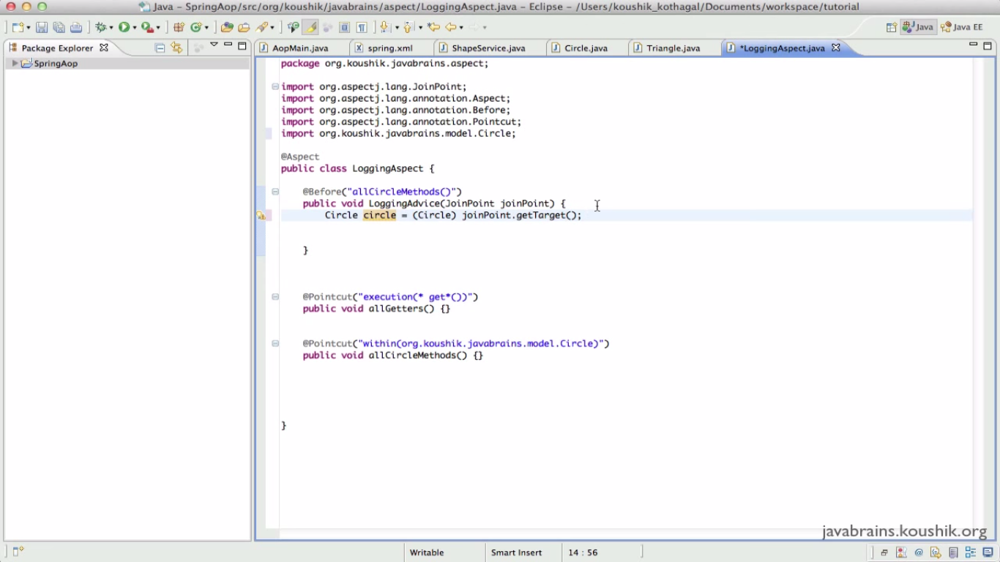 Java – SpringAop/src/org/koushik/javabrains/aspect/LoggingAspect.java – Eclipse – /Users/koushik_kothagal/Documents/workspace/tutorial
Java
Java EE
Package Explorer
AopMain.java
spring.xml
ShapeService.java
Circle.java
Triangle.java
*LoggingAspect.java
SpringAop
package org.koushik.javabrains.aspect;
import org.aspectj.lang.JoinPoint;
import org.aspectj.lang.annotation.Aspect;
import org.aspectj.lang.annotation.Before;
import org.aspectj.lang.annotation.Pointcut;
import org.koushik.javabrains.model.Circle;
@Aspect
public class LoggingAspect {
@Before("allCircleMethods()")
public void LoggingAdvice(JoinPoint joinPoint) {
Circle circle = (Circle) joinPoint.getTarget();
}
@Pointcut("execution(* get*())")
public void allGetters() {}
@Pointcut("within(org.koushik.javabrains.model.Circle)")
public void allCircleMethods() {}
}
javabrains.koushik.org
Writable
Smart Insert
14 : 56